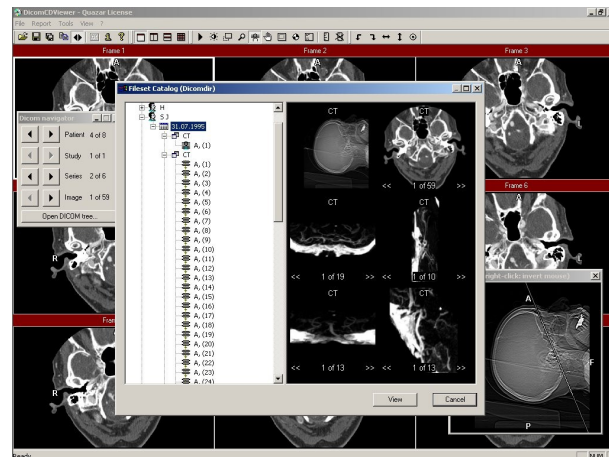 DicomCDViewer - Quazar License
File Report Tools View ?
Frame 1
Frame 2
Frame 3
A
A
Fileset Catalog (Dicomdir)
H
S J
31.07.1995
CT
A, (1)
CT
A, (1)
A, (2)
A, (3)
A, (4)
A, (5)
A, (6)
A, (7)
A, (8)
A, (9)
A, (10)
A, (11)
A, (12)
A, (13)
A, (14)
A, (15)
A, (16)
A, (17)
A, (18)
A, (19)
A, (20)
A, (21)
A, (22)
A, (23)
A, (24)
CT
CT
<< 1 of 59 >>
CT
CT
<< 1 of 19 >>
<< 1 of 10 >>
CT
CT
<< 1 of 13 >>
<< 1 of 13 >>
View
Cancel
Dicom navigator
Patient 4 of 8
Study 1 of 1
Series 2 of 6
Image 1 of 59
Open DICOM tree...
Frame 6
R
right-click: invert mouse)
A
F
P
Fram
R
Ready
NUM